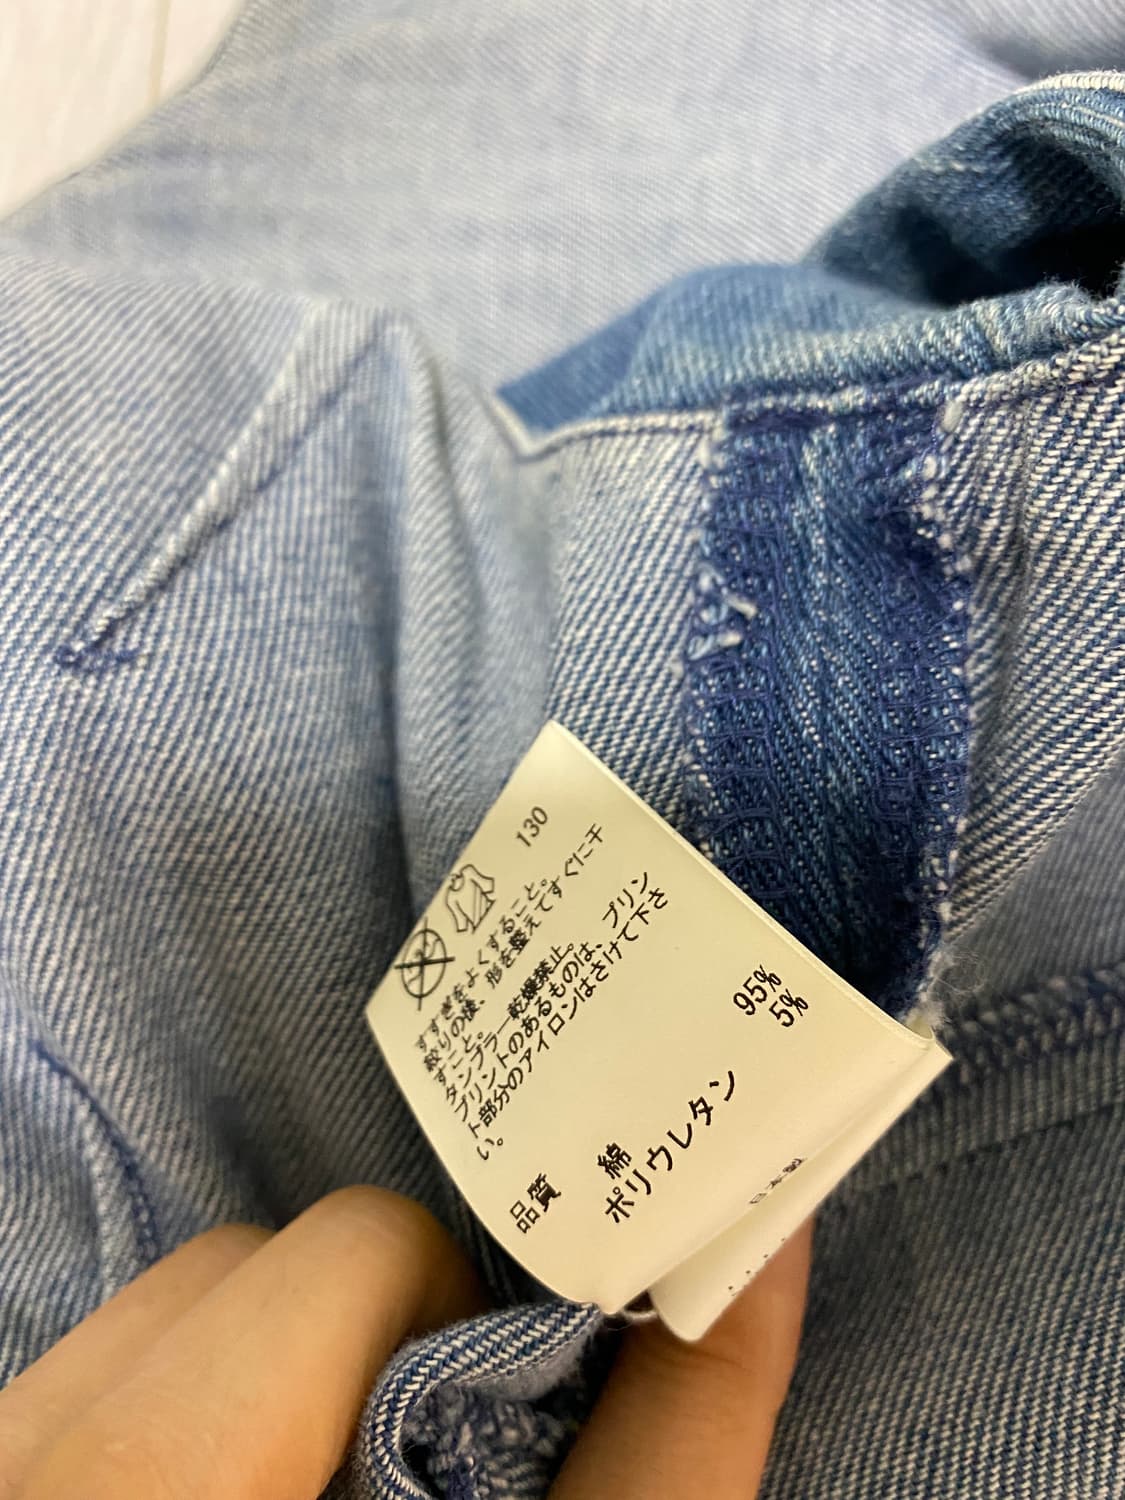 130
すすぎをよくすること。
絞りの後、形を整えてすぐに干
すこと。
タンブラー乾燥禁止。
プリントのあるものは、プリン
ト部分のアイロンはさけて下さ
い。
品質 綿 95%
ポリウレタン 5%
日本製